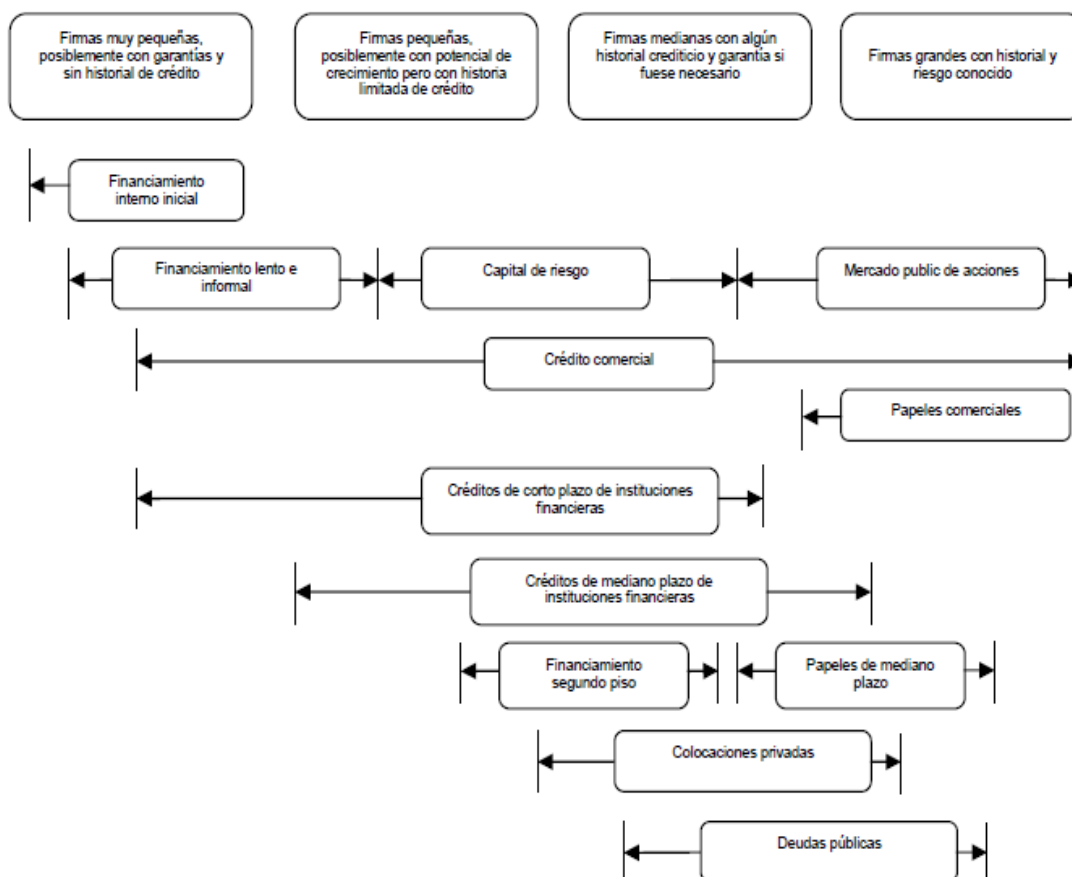 Firmas muy pequeñas,
posiblemente con garantías y
sin historial de crédito
Firmas pequeñas,
posiblemente con potencial de
crecimiento pero con historia
limitada de crédito
Firmas medianas con algún
historial crediticio y garantía si
fuese necesario
Firmas grandes con historial y
riesgo conocido
Financiamiento
interno inicial
Financiamiento lento e
informal
Capital de riesgo
Mercado public de acciones
Crédito comercial
Papeles comerciales
Créditos de corto plazo de instituciones
financieras
Créditos de mediano plazo de
instituciones financieras
Financiamiento
segundo piso
Papeles de mediano
plazo
Colocaciones privadas
Deudas públicas